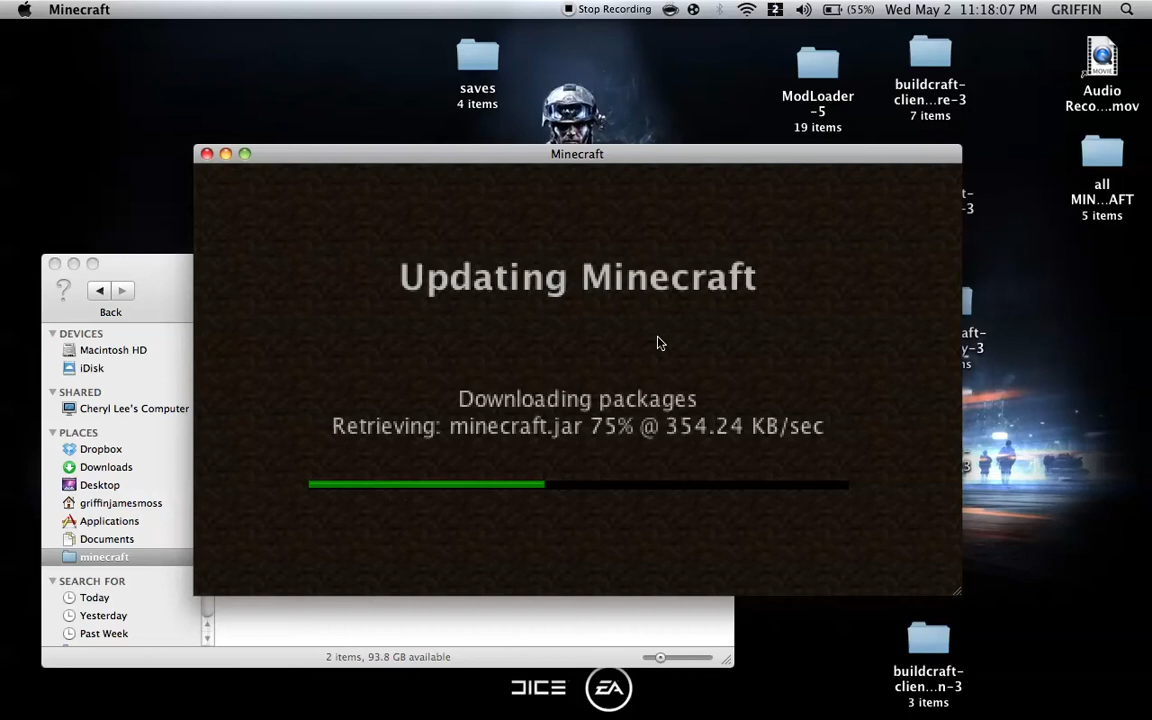 Minecraft
Stop Recording
2
(55%)
Wed May 2 11:18:07 PM
GRIFFIN
saves
4 items
ModLoader
-5
19 items
buildcraft-
clien...re-3
7 items
MOVIE
Audio
Reco....mov
all
MIN...AFT
5 items
Minecraft
Updating Minecraft
Downloading packages
Retrieving: minecraft.jar 75% @ 354.24 KB/sec
?
Back
DEVICES
Macintosh HD
iDisk
SHARED
Cheryl Lee's Computer
PLACES
Dropbox
Downloads
Desktop
griffinjamesmoss
Applications
Documents
minecraft
SEARCH FOR
Today
Yesterday
Past Week
2 items, 93.8 GB available
DICE
EA
buildcraft-
clien...n-3
3 items